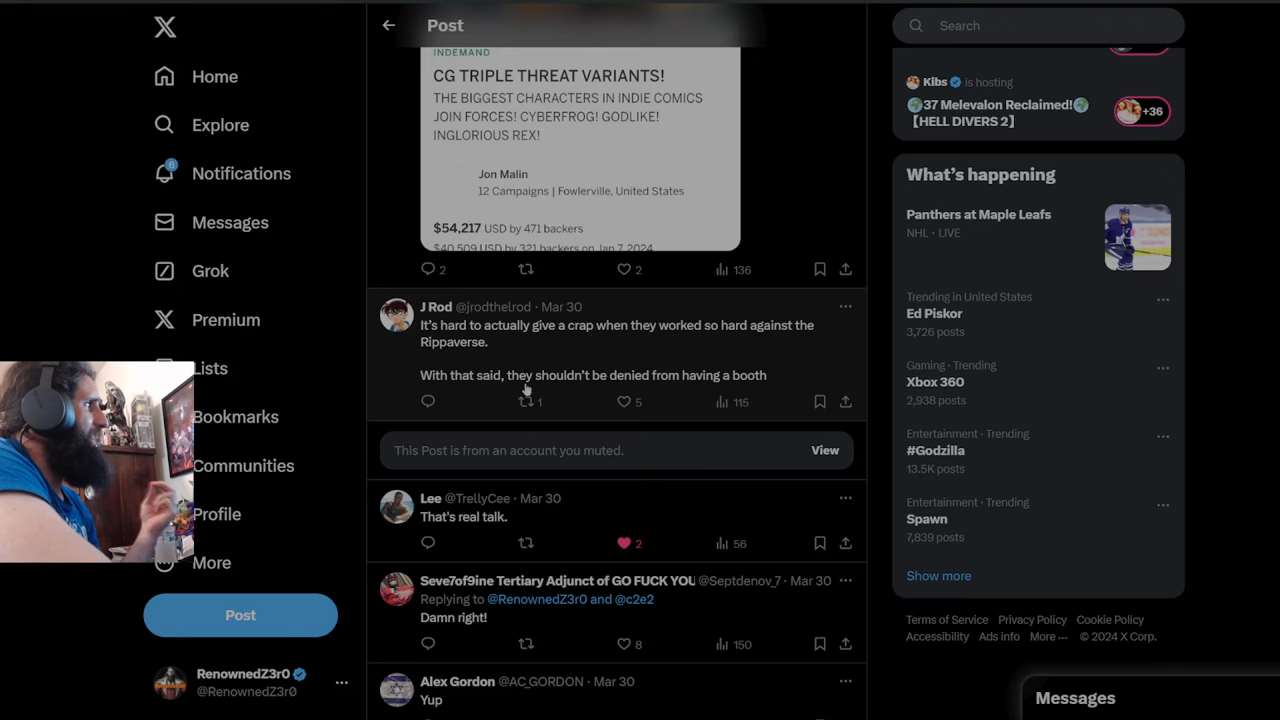 Home
Explore
6
Notifications
Messages
Grok
Premium
Lists
Bookmarks
Communities
Profile
More
Post
RenownedZ3r0
@RenownedZ3r0
Post
INDEMAND
CG TRIPLE THREAT VARIANTS!
THE BIGGEST CHARACTERS IN INDIE COMICS
JOIN FORCES! CYBERFROG! GODLIKE!
INGLORIOUS REX!
Jon Malin
12 Campaigns | Fowlerville, United States
$54,217 USD by 471 backers
$40,509 USD by 321 backers on Jan 7, 2024
2 2 136
J Rod @jrodthelrod · Mar 30
It's hard to actually give a crap when they worked so hard against the
Rippaverse.
With that said, they shouldn't be denied from having a booth
1 5 115
This Post is from an account you muted. View
Lee @TrellyCee · Mar 30
That's real talk.
2 56
Seve7of9ine Tertiary Adjunct of GO FUCK YOU @Septdenov_7 · Mar 30
Replying to @RenownedZ3r0 and @c2e2
Damn right!
8 150
Alex Gordon @AC_GORDON · Mar 30
Yup
Search
Kibs is hosting
37 Melevalon Reclaimed!
【HELL DIVERS 2】
+36
What's happening
Panthers at Maple Leafs
NHL · LIVE
Trending in United States
Ed Piskor
3,726 posts
Gaming · Trending
Xbox 360
2,938 posts
Entertainment · Trending
#Godzilla
13.5K posts
Entertainment · Trending
Spawn
7,839 posts
Show more
Terms of Service Privacy Policy Cookie Policy
Accessibility Ads info More ··· © 2024 X Corp.
Messages